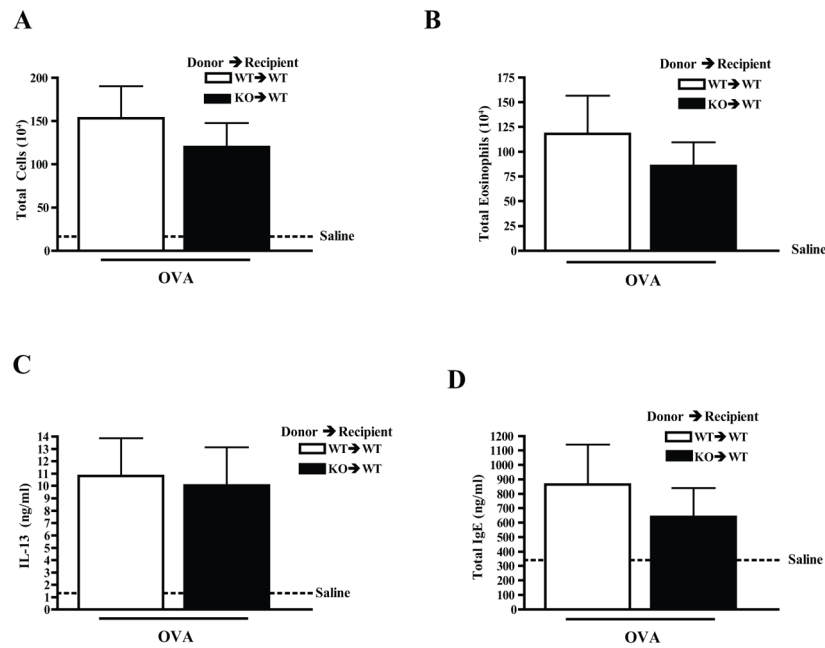 A
Donor ➔ Recipient
WT➔WT
KO➔WT
Total Cells (10⁴)
200
150
100
50
0
Saline
OVA
B
Donor ➔ Recipient
WT➔WT
KO➔WT
Total Eosinophils (10⁴)
175
150
125
100
75
50
25
0
Saline
OVA
C
Donor ➔Recipient
WT➔WT
KO➔WT
IL-13 (ng/ml)
14
13
12
11
10
9
8
7
6
5
4
3
2
1
0
Saline
OVA
D
Donor ➔Recipient
WT➔WT
KO➔WT
Total IgE (ng/ml)
1200
1100
1000
900
800
700
600
500
400
300
200
100
0
Saline
OVA